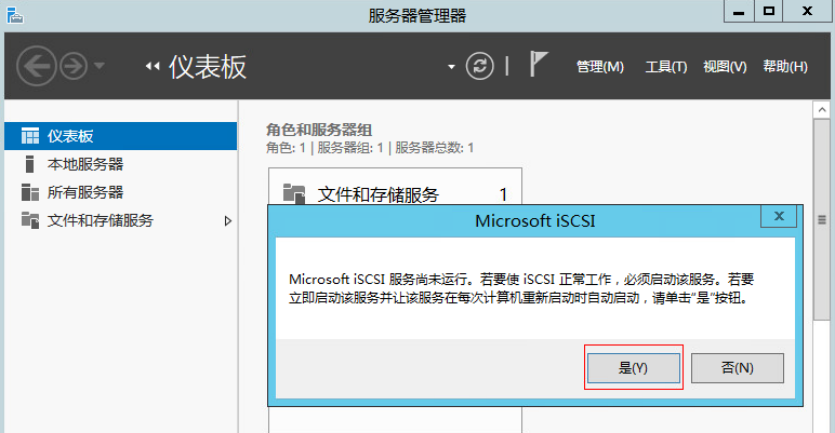 服务器管理器
仪表板
管理(M) 工具(T) 视图(V) 帮助(H)
仪表板
本地服务器
所有服务器
文件和存储服务
角色和服务器组
角色: 1 | 服务器组: 1 | 服务器总数: 1
文件和存储服务 1
Microsoft iSCSI
Microsoft iSCSI 服务尚未运行。若要使 iSCSI 正常工作，必须启动该服务。若要
立即启动该服务并让该服务在每次计算机重新启动时自动启动，请单击"是"按钮。
是(Y) 否(N)